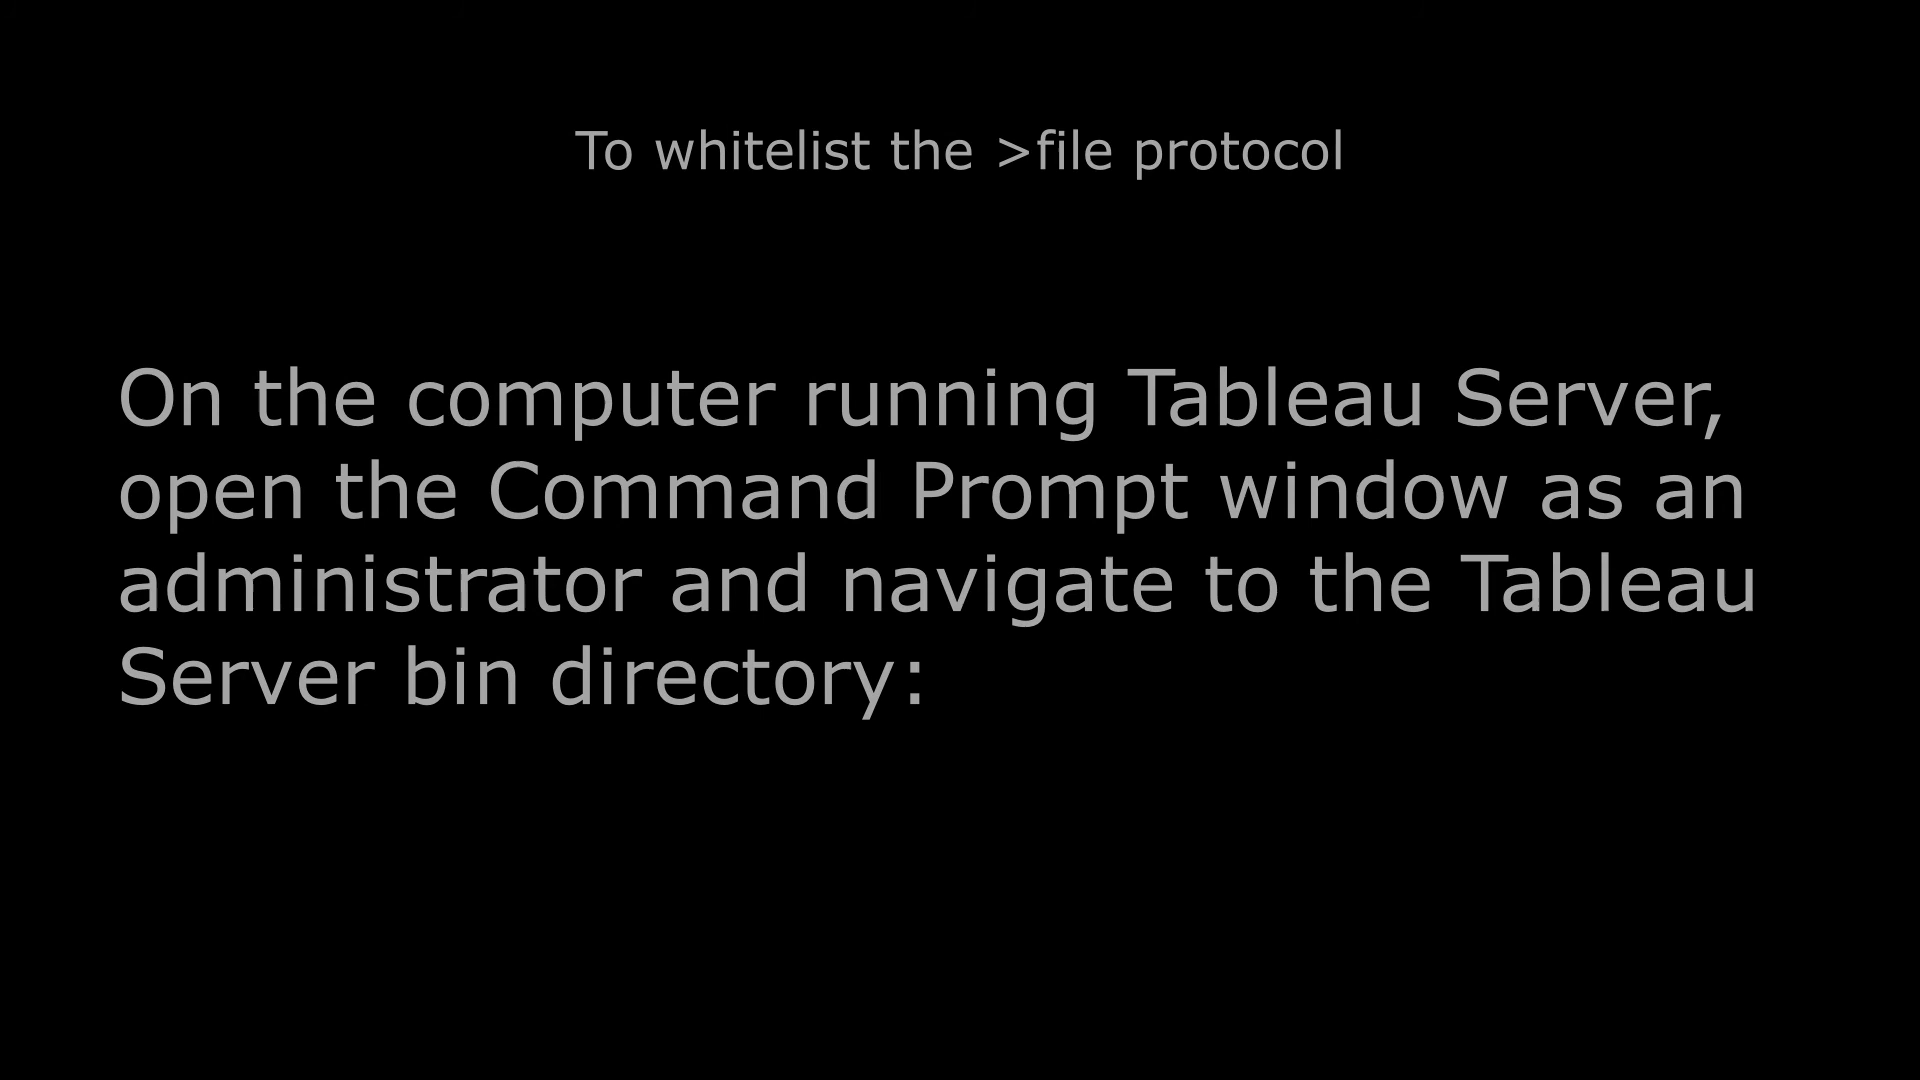 To whitelist the >file protocol
On the computer running Tableau Server,
open the Command Prompt window as an
administrator and navigate to the Tableau
Server bin directory: